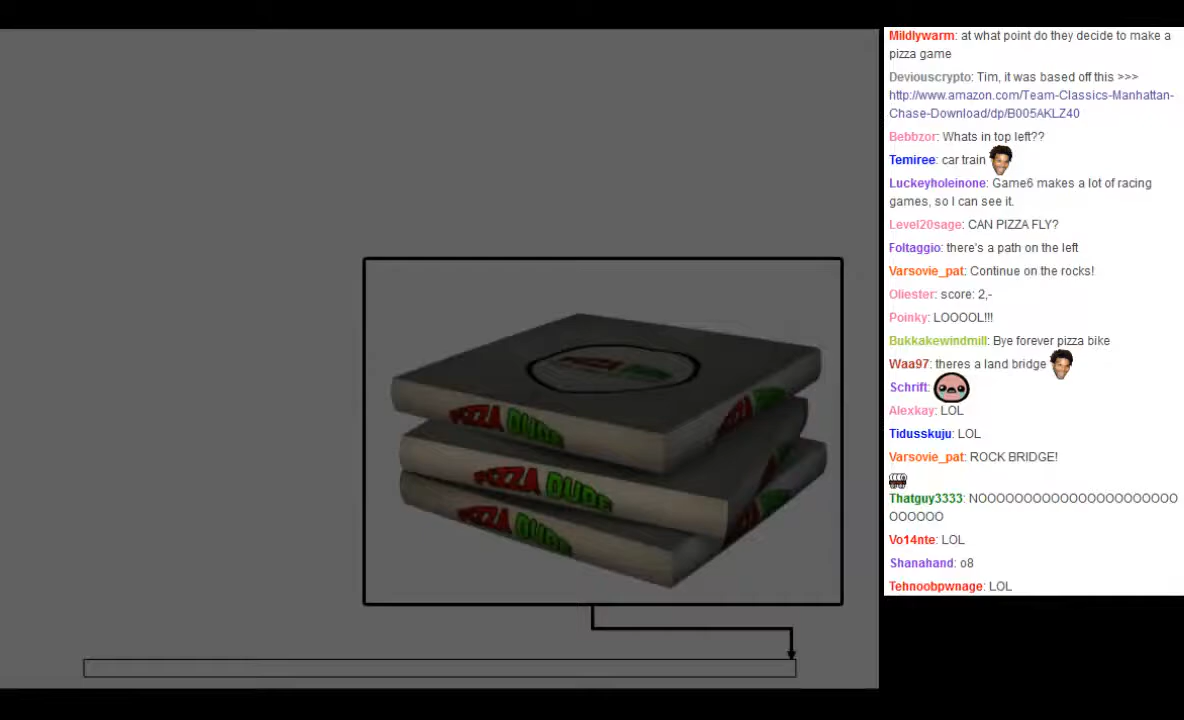 Mildlywarm: at what point do they decide to make a
pizza game
Deviouscrypto: Tim, it was based off this >>>
http://www.amazon.com/Team-Classics-Manhattan-
Chase-Download/dp/B005AKLZ40
Bebbzor: Whats in top left??
Temiree: car train
Luckeyholeinone: Game6 makes a lot of racing
games, so I can see it.
Level20sage: CAN PIZZA FLY?
Foltaggio: there's a path on the left
Varsovie_pat: Continue on the rocks!
Oliester: score: 2,-
Poinky: LOOOOL!!!
Bukkakewindmill: Bye forever pizza bike
Waa97: theres a land bridge
Schrift:
Alexkay: LOL
Tidusskuju: LOL
Varsovie_pat: ROCK BRIDGE!
Thatguy3333: NOOOOOOOOOOOOOOOOOOOOOOO
OOOOOO
Vo14nte: LOL
Shanahand: o8
Tehnoobpwnage: LOL
PIZZA DUDE
PIZZA DUDE
PIZZA DUDE
PIZZA DUDE